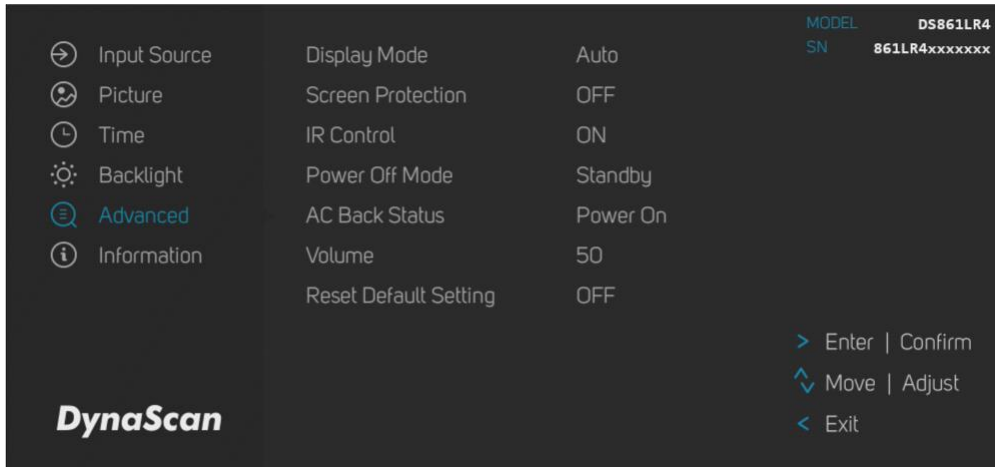 MODEL DS861LR4
SN 861LR4xxxxxxx
Input Source
Picture
Time
Backlight
Advanced
Information
Display Mode Auto
Screen Protection OFF
IR Control ON
Power Off Mode Standby
AC Back Status Power On
Volume 50
Reset Default Setting OFF
> Enter | Confirm
Move | Adjust
< Exit
DynaScan